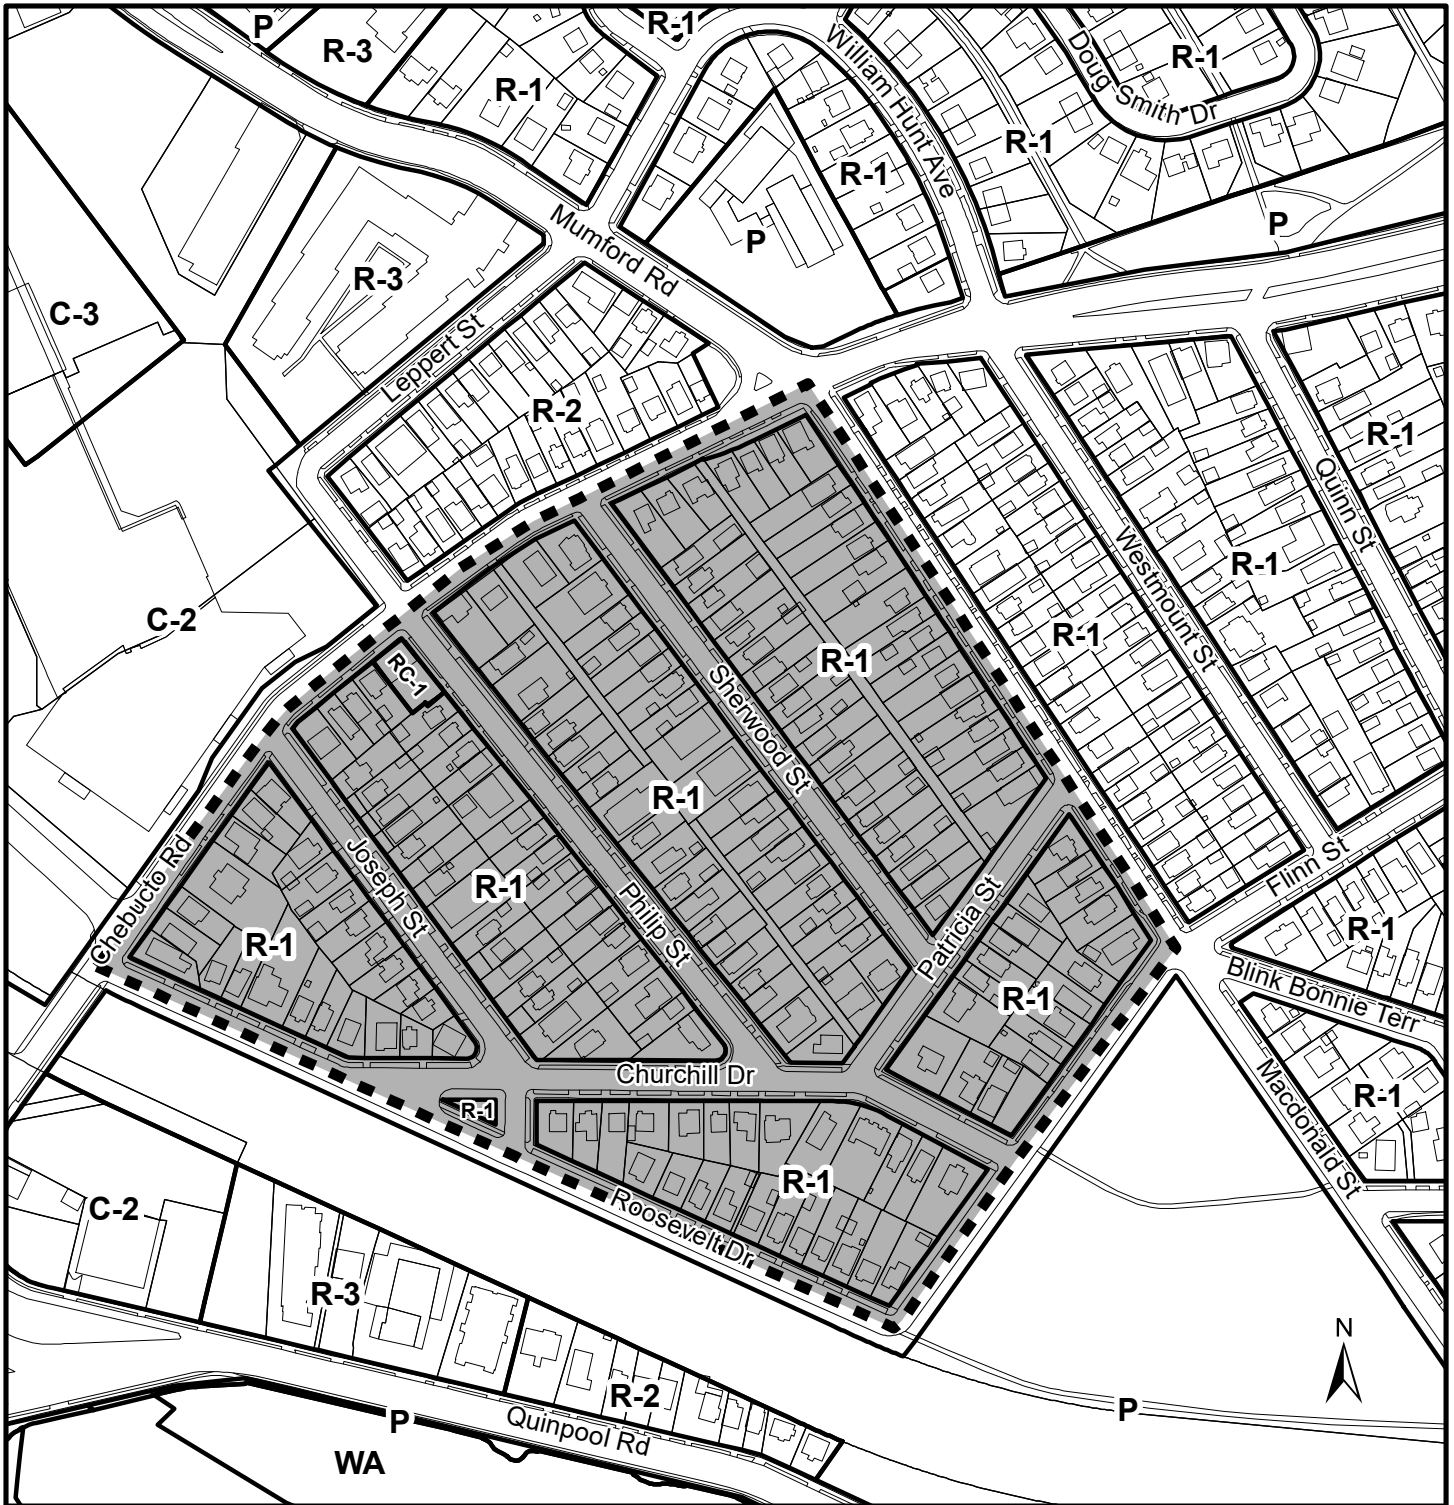 P
R-1
R-3
R-1
R-1
William Hunt Ave
Doug Smith Dr
R-1
R-1
Mumford Rd
P
P
R-3
C-3
Leppert St
R-2
R-1
Quinn St
Westmount St
R-1
C-2
R-1
R-1
RC-1
Sherwood St
R-1
Chebucto Rd
Joseph St
R-1
Philip St
Flinn St
R-1
Patricia St
R-1
R-1
Blink Bonnie Terr
Churchill Dr
R-1
Macdonald St
R-1
R-1
Roosevelt Dr
C-2
R-3
N
R-2
P
P
Quinpool Rd
WA